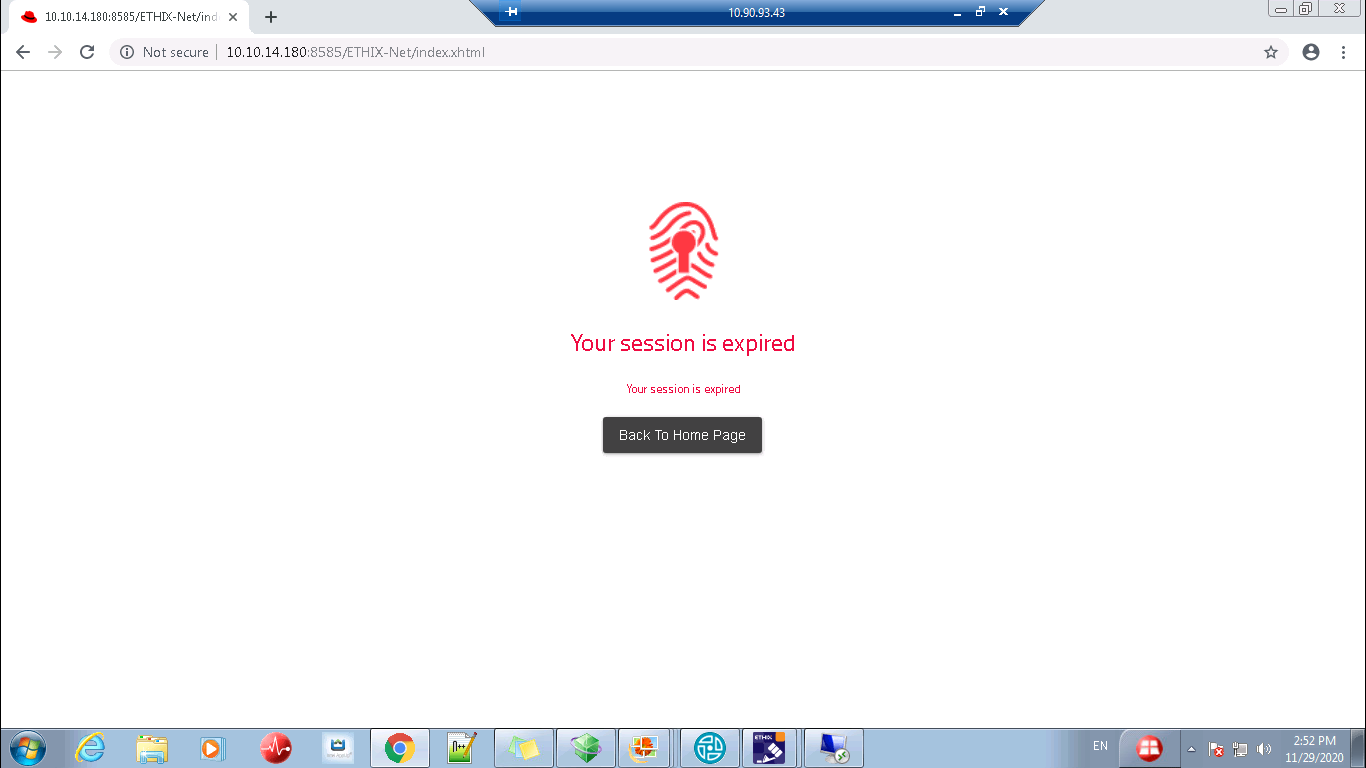 10.10.14.180:8585/ETHIX-Net/ind
10.90.93.43
Not secure
10.10.14.180:8585/ETHIX-Net/index.xhtml
Your session is expired
Your session is expired
Back To Home Page
ETHIX
EN
2:52 PM
11/29/2020